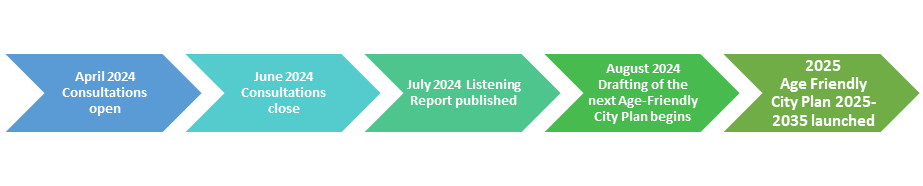 April 2024
Consultations
open
June 2024
Consultations
close
July 2024 Listening
Report published
August 2024
Drafting of the
next Age-Friendly
City Plan begins
2025
Age Friendly
City Plan 2025-
2035 launched